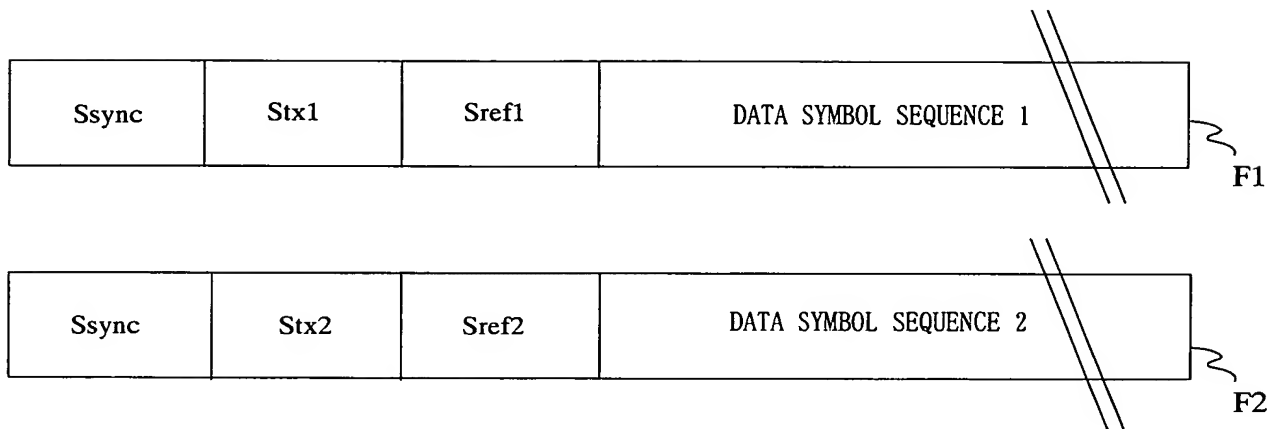 Ssync Stx1 Sref1 DATA SYMBOL SEQUENCE 1
F1
Ssync Stx2 Sref2 DATA SYMBOL SEQUENCE 2
F2